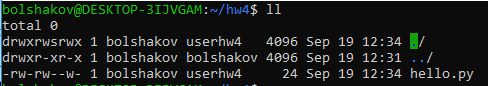 bolshakov@DESKTOP-3IJVGAM:~/hw4$ ll
total 0
drwxrwsrwx 1 bolshakov userhw4   4096 Sep 19 12:34 ./
drwxr-xr-x 1 bolshakov bolshakov 4096 Sep 19 12:31 ../
-rw-rw--w- 1 bolshakov userhw4     24 Sep 19 12:34 hello.py